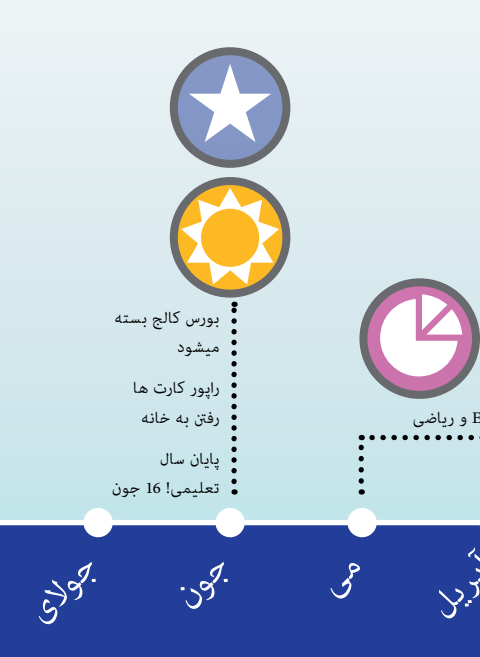 بورس کالج بسته
میشود
راپور کارت ها
رفتن به خانه
پایان سال
تعلیمی! 16 جون
و ریاضی
آپریل
می
جون
جولای